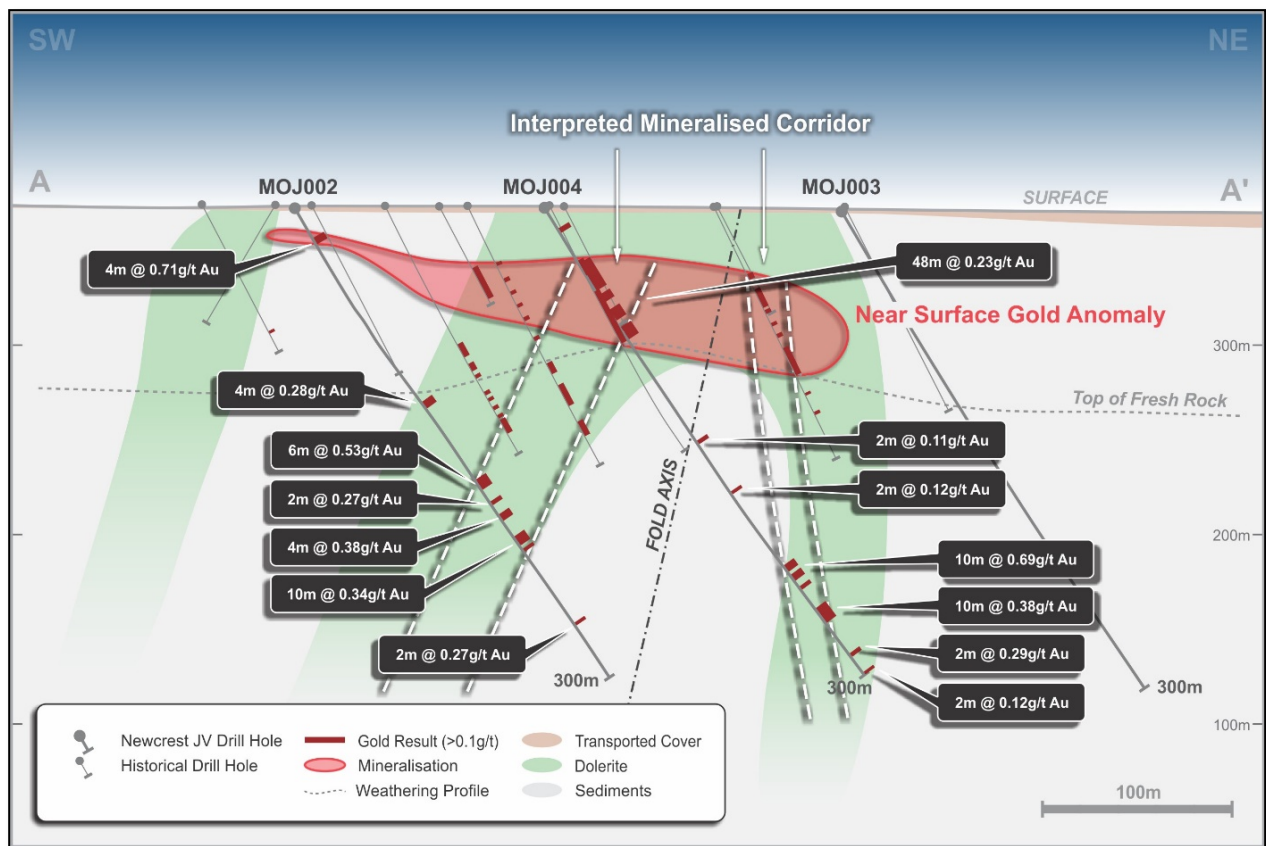 SW
NE
Interpreted Mineralised Corridor
A
MOJ002
MOJ004
MOJ003
A'
SURFACE
4m @ 0.71g/t Au
48m @ 0.23g/t Au
Near Surface Gold Anomaly
300m
4m @ 0.28g/t Au
Top of Fresh Rock
6m @ 0.53g/t Au
2m @ 0.11g/t Au
2m @ 0.27g/t Au
2m @ 0.12g/t Au
FOLD AXIS
4m @ 0.38g/t Au
200m
10m @ 0.34g/t Au
10m @ 0.69g/t Au
10m @ 0.38g/t Au
2m @ 0.27g/t Au
2m @ 0.29g/t Au
300m
300m
300m
2m @ 0.12g/t Au
100m
Newcrest JV Drill Hole
Historical Drill Hole
Gold Result (>0.1g/t)
Mineralisation
Weathering Profile
Transported Cover
Dolerite
Sediments
100m